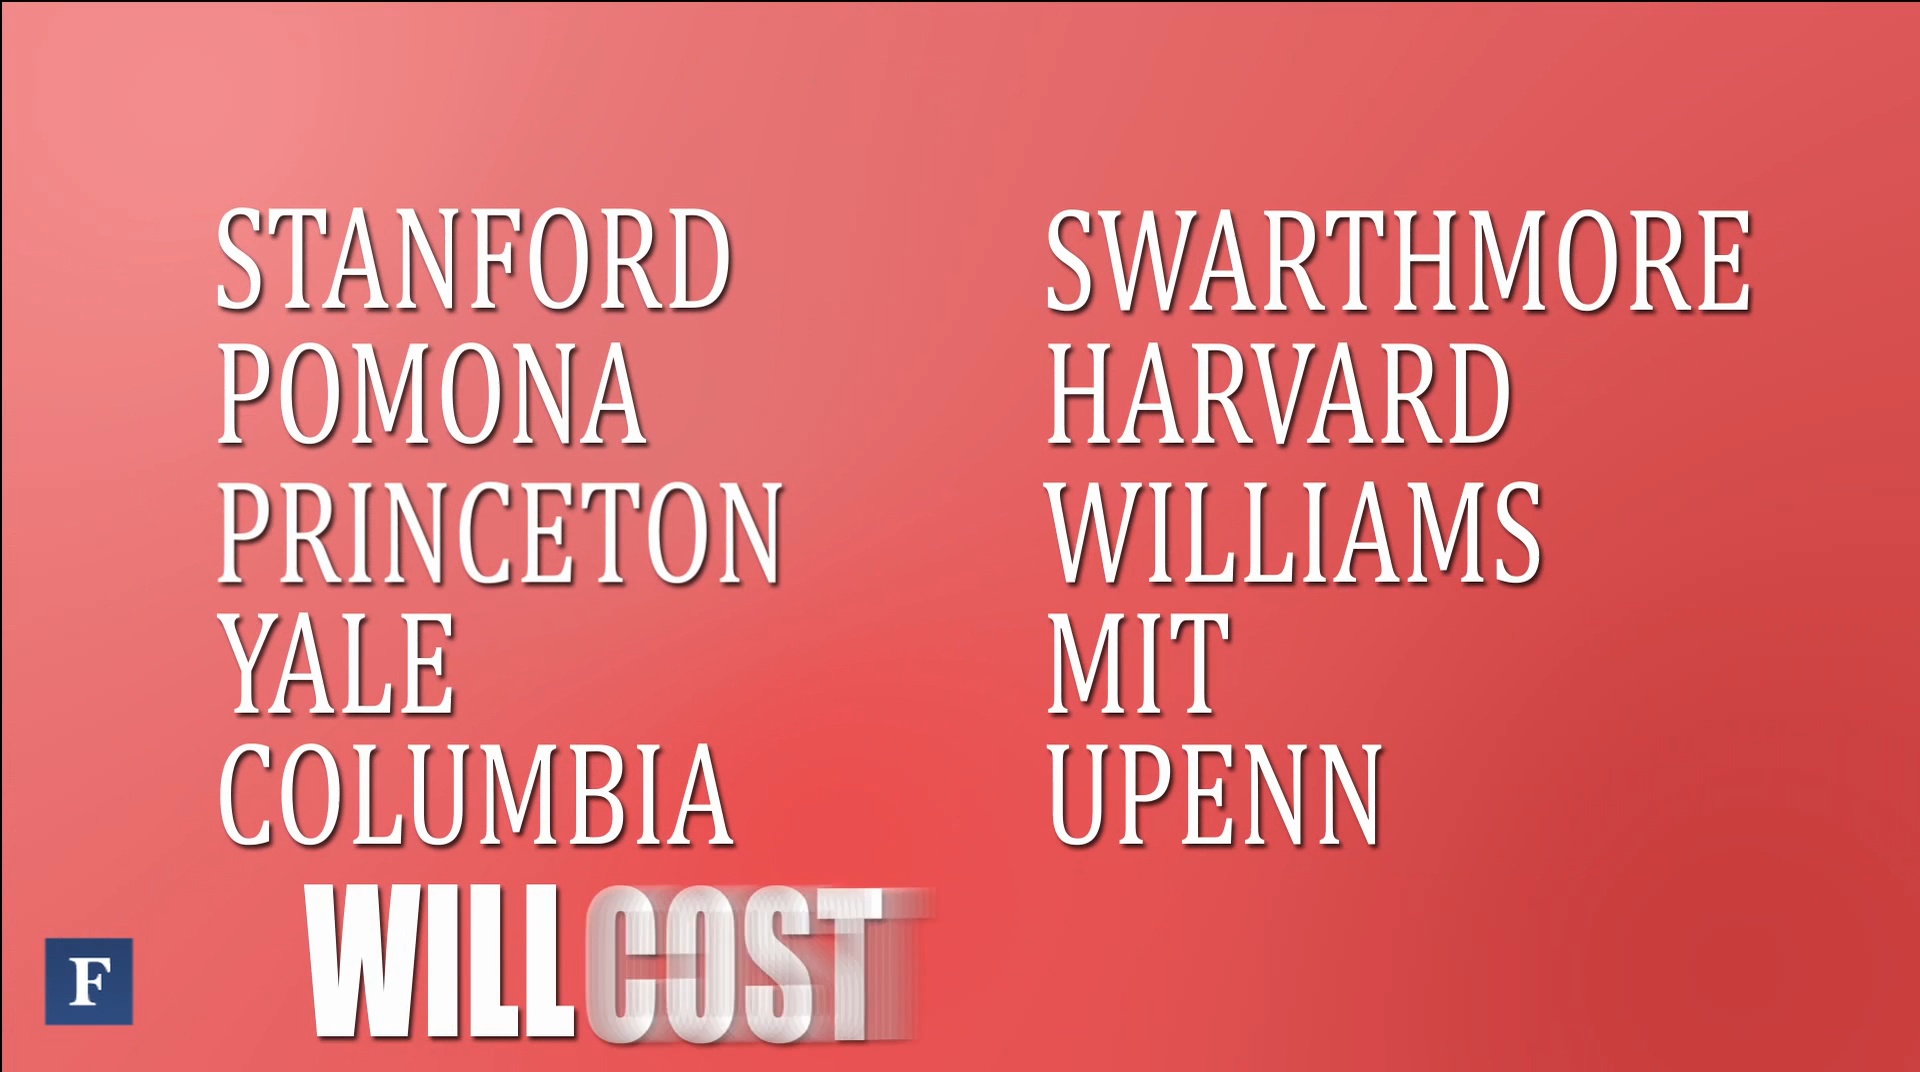 STANFORD
POMONA
PRINCETON
YALE
COLUMBIA
SWARTHMORE
HARVARD
WILLIAMS
MIT
UPENN
WILL COST
F